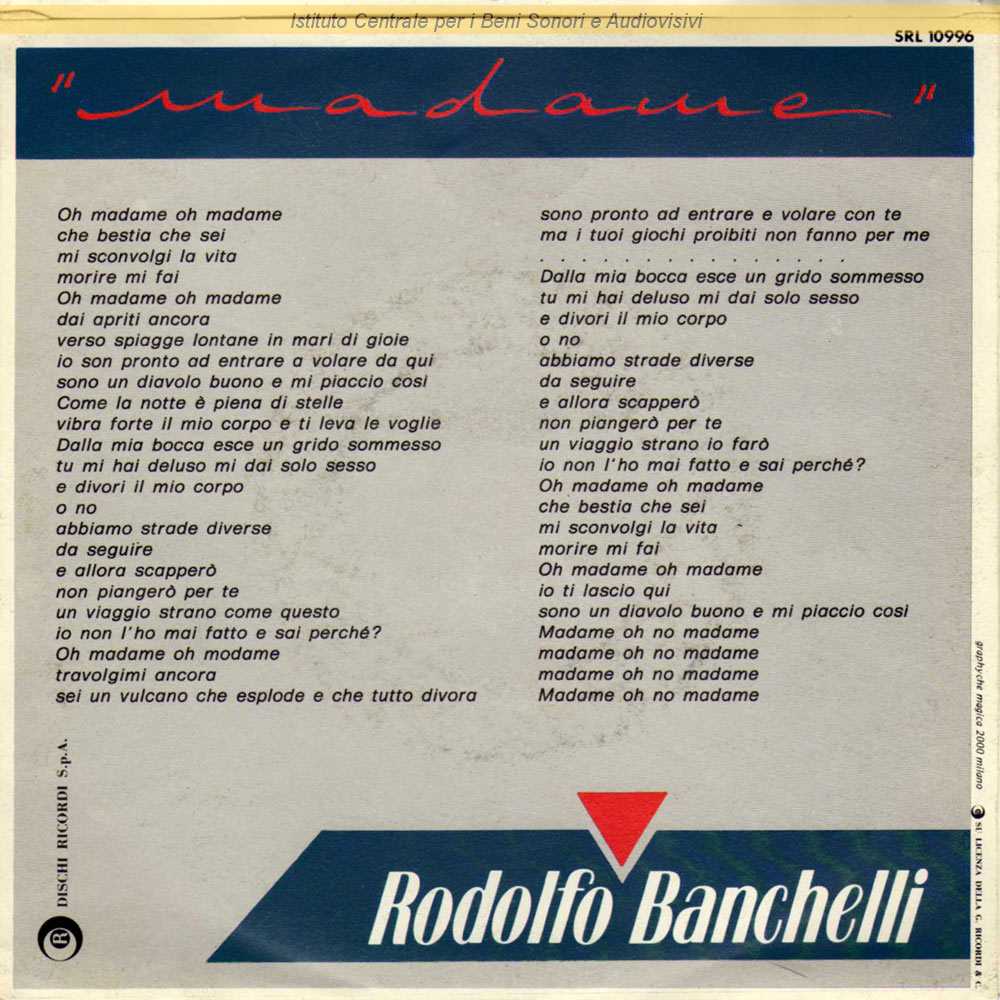 Istituto Centrale per i Beni Sonori e Audiovisivi
SRL 10996
"madame"
Oh madame oh madame
che bestia che sei
mi sconvolgi la vita
morire mi fai
Oh madame oh madame
dai apriti ancora
verso spiagge lontane in mari di gioie
io son pronto ad entrare a volare da qui
sono un diavolo buono e mi piaccio così
Come la notte è piena di stelle
vibra forte il mio corpo e ti leva le voglie
Dalla mia bocca esce un grido sommesso
tu mi hai deluso mi dai solo sesso
e divori il mio corpo
o no
abbiamo strade diverse
da seguire
e allora scapperò
non piangerò per te
un viaggio strano come questo
io non l'ho mai fatto e sai perché?
Oh madame oh modame
travolgimi ancora
sei un vulcano che esplode e che tutto divora
sono pronto ad entrare e volare con te
ma i tuoi giochi proibiti non fanno per me
. . . . . . . . . . . . . . .
Dalla mia bocca esce un grido sommesso
tu mi hai deluso mi dai solo sesso
e divori il mio corpo
o no
abbiamo strade diverse
da seguire
e allora scapperò
non piangerò per te
un viaggio strano io farò
io non l'ho mai fatto e sai perché?
Oh madame oh madame
che bestia che sei
mi sconvolgi la vita
morire mi fai
Oh madame oh madame
io ti lascio qui
sono un diavolo buono e mi piaccio così
Madame oh no madame
madame oh no madame
madame oh no madame
Madame oh no madame
R DISCHI RICORDI S.p.A.
Rodolfo Banchelli
graphyche magica 2000 milano
SU LICENZA DELLA G. RICORDI & C.